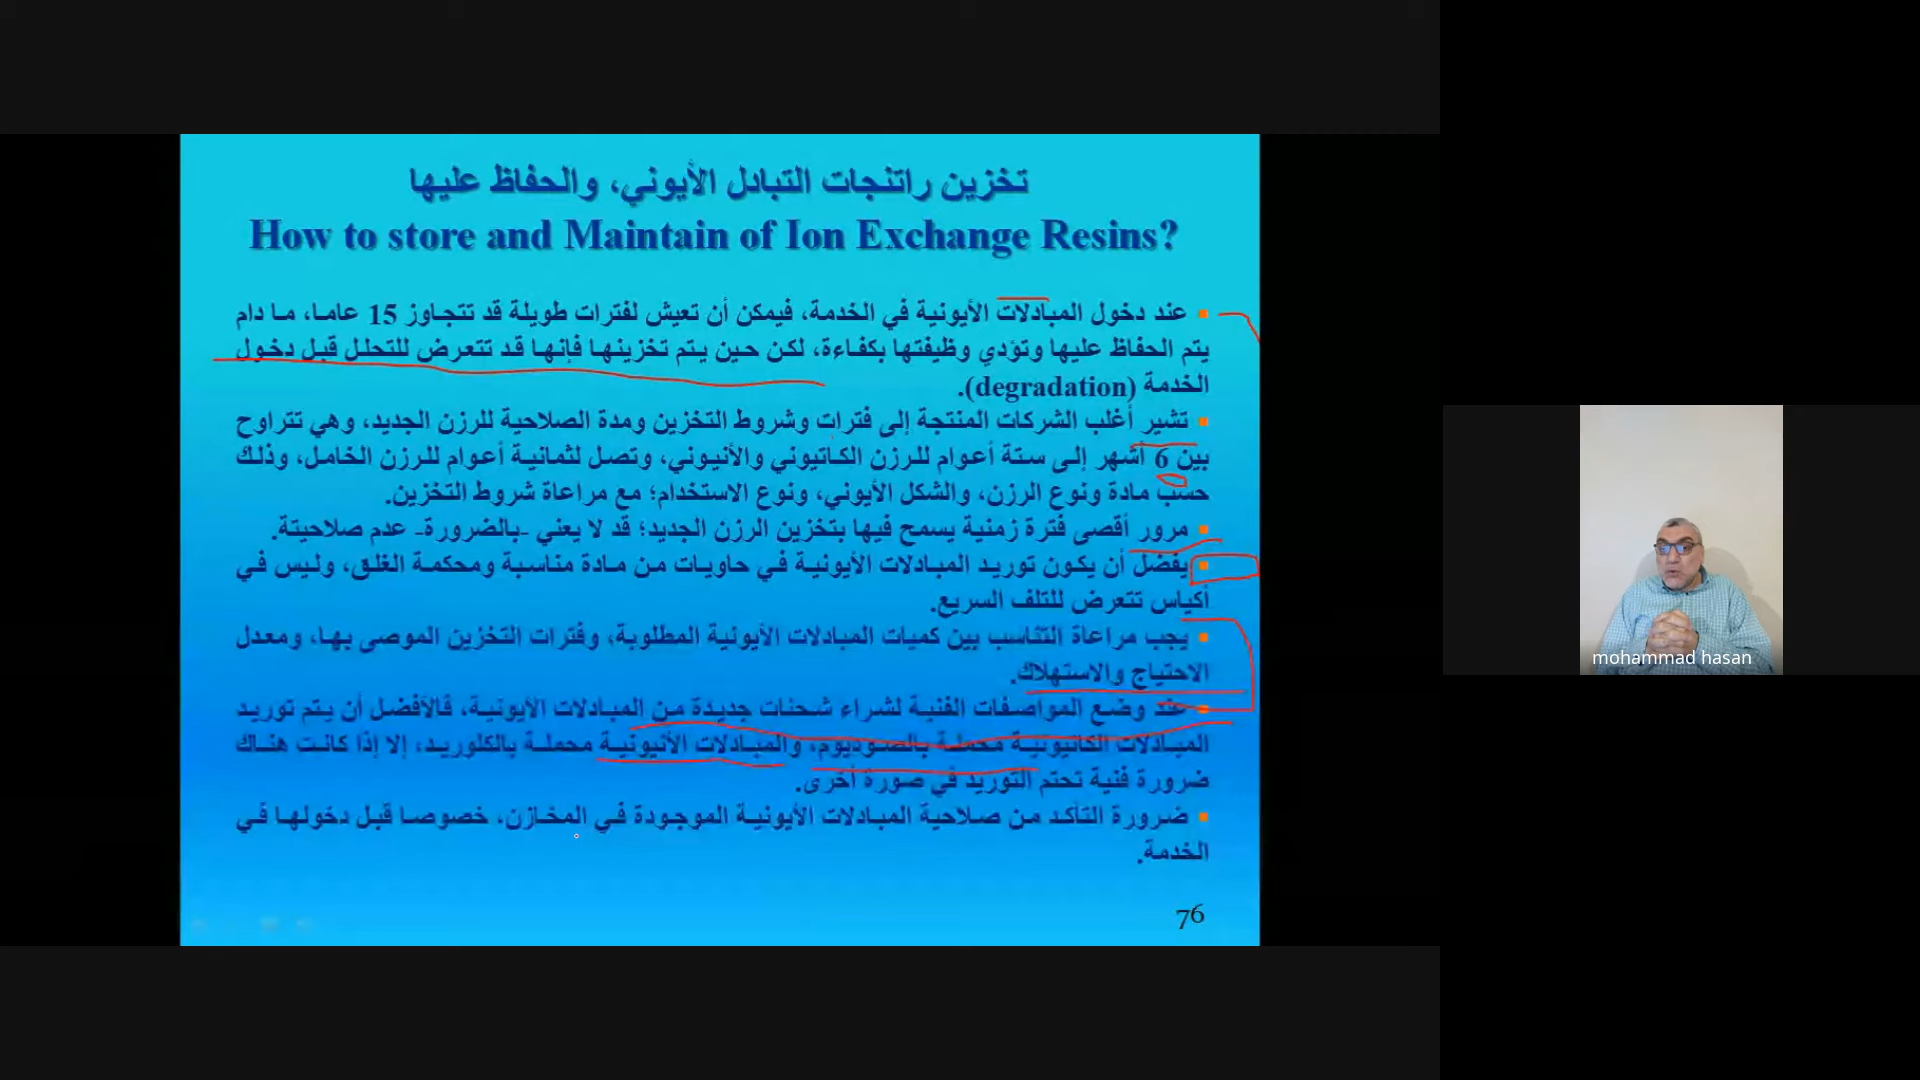 تخزين راتنجات التبادل الأيوني، والحفاظ عليها
How to store and Maintain of Ion Exchange Resins?
▪ عند دخول المبادلات الأيونية في الخدمة، فيمكن أن تعيش لفترات طويلة قد تتجاوز 15 عاما، ما دام
يتم الحفاظ عليها وتؤدي وظيفتها بكفاءة، لكن حين يتم تخزينها فإنها قد تتعرض للتحلل قبل دخول
الخدمة (degradation).
▪ تشير أغلب الشركات المنتجة إلى فترات وشروط التخزين ومدة الصلاحية للرزن الجديد، وهي تتراوح
بين 6 أشهر إلى ستة أعوام للرزن الكاتيوني والأنيوني، وتصل لثمانية أعوام للرزن الخامل، وذلك
حسب مادة ونوع الرزن، والشكل الأيوني، ونوع الاستخدام؛ مع مراعاة شروط التخزين.
▪ مرور أقصى فترة زمنية يسمح فيها بتخزين الرزن الجديد؛ قد لا يعني -بالضرورة- عدم صلاحيتة.
▪ يفضل أن يكون توريد المبادلات الأيونية في حاويات من مادة مناسبة ومحكمة الغلق، وليس في
أكياس تتعرض للتلف السريع.
▪ يجب مراعاة التناسب بين كميات المبادلات الأيونية المطلوبة، وفترات التخزين الموصى بها، ومعدل
الاحتياج والاستهلاك.
▪ عند وضع المواصفات الفنية لشراء شحنات جديدة من المبادلات الأيونية، فالأفضل أن يتم توريد
المبادلات الكاتيونية محملة بالصوديوم، والمبادلات الأنيونية محملة بالكلوريد، إلا إذا كانت هناك
ضرورة فنية تحتم التوريد في صورة أخرى.
▪ ضرورة التأكد من صلاحية المبادلات الأيونية الموجودة في المخازن، خصوصا قبل دخولها في
الخدمة.
76
mohammad hasan